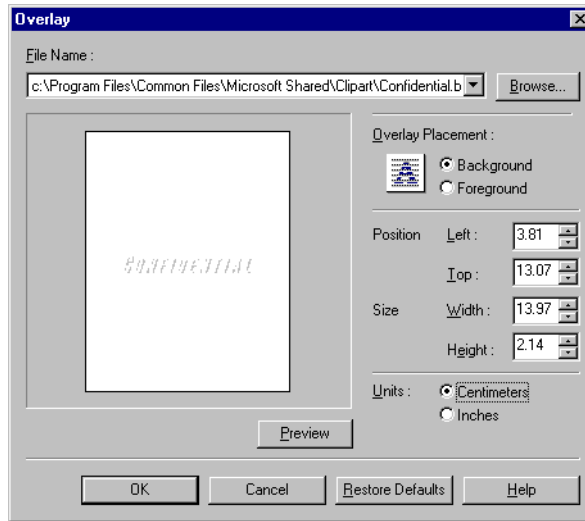 Overlay
File Name :
c:\Program Files\Common Files\Microsoft Shared\Clipart\Confidential.b
Browse...
CONFIDENTIAL
Preview
Overlay Placement :
Background
Foreground
Position Left : 3.81
Top : 13.07
Size Width : 13.97
Height : 2.14
Units : Centimeters
Inches
OK Cancel Restore Defaults Help